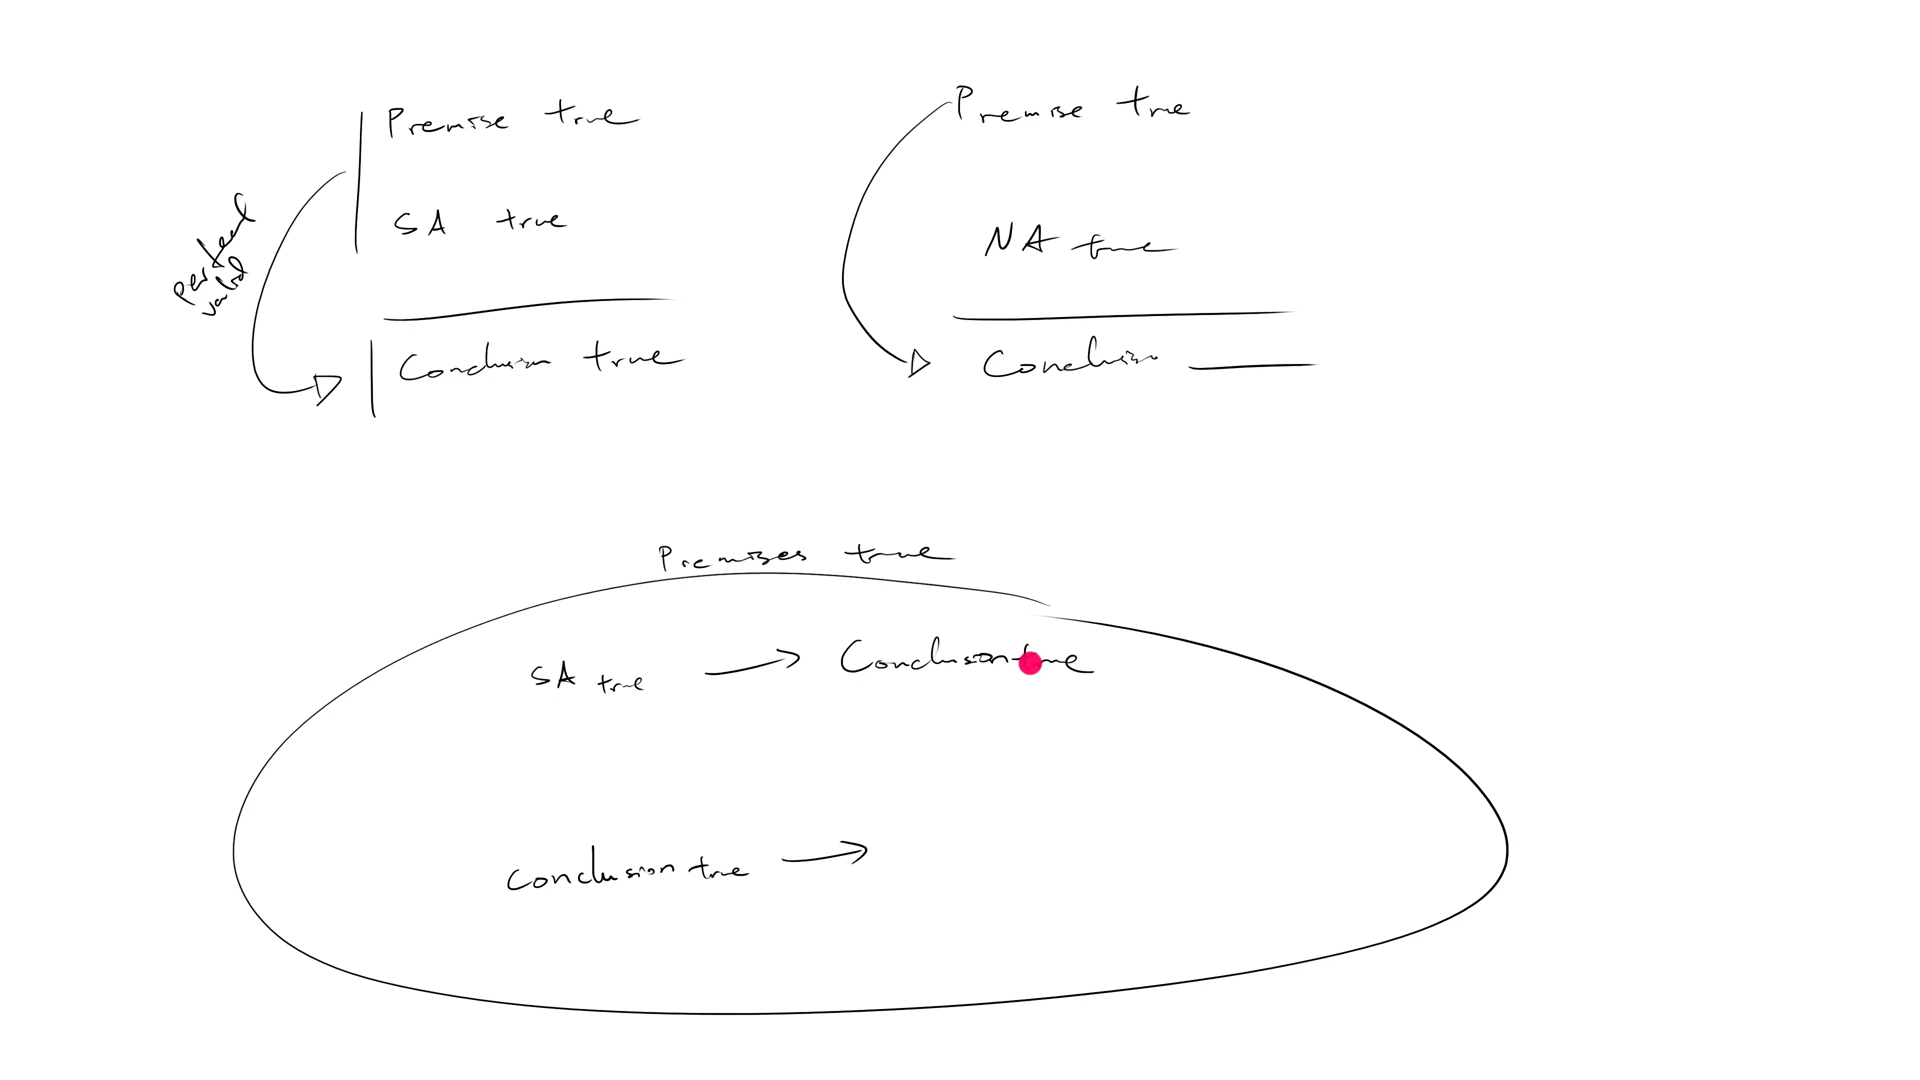 Premise true
SA true
Conclusion true
perfect
valid
Premise true
NA true
Conclusion
Premises true
SA true → Conclusion true
Conclusion true →